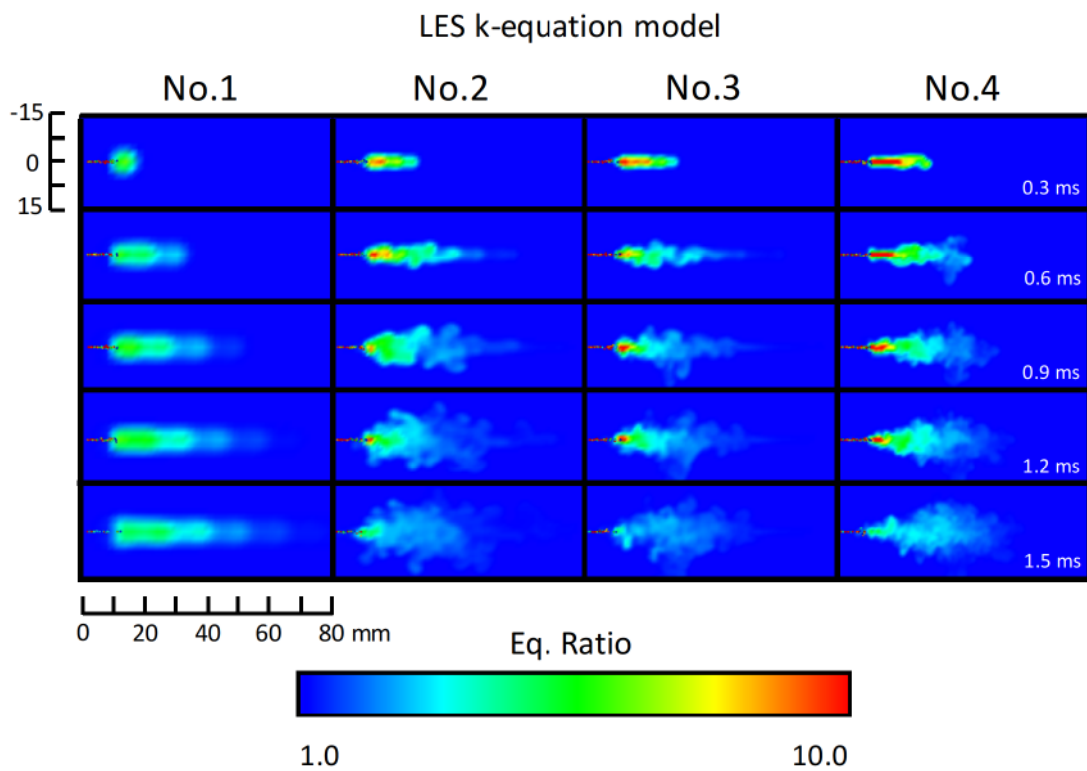 LES k-equation model
No.1 No.2 No.3 No.4
-15
0
15
0.3 ms
0.6 ms
0.9 ms
1.2 ms
1.5 ms
0 20 40 60 80 mm
Eq. Ratio
1.0 10.0